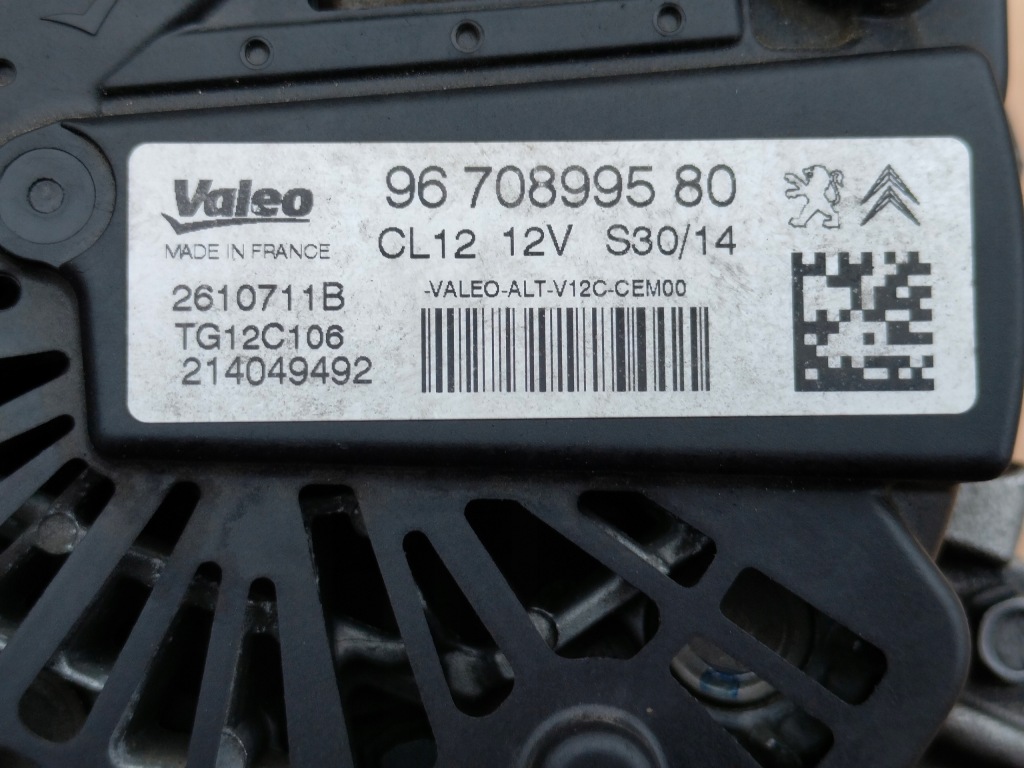 Valeo
MADE IN FRANCE
2610711B
TG12C106
214049492
96 708995 80
CL12 12V S30/14
-VALEO-ALT-V12C-CEM00